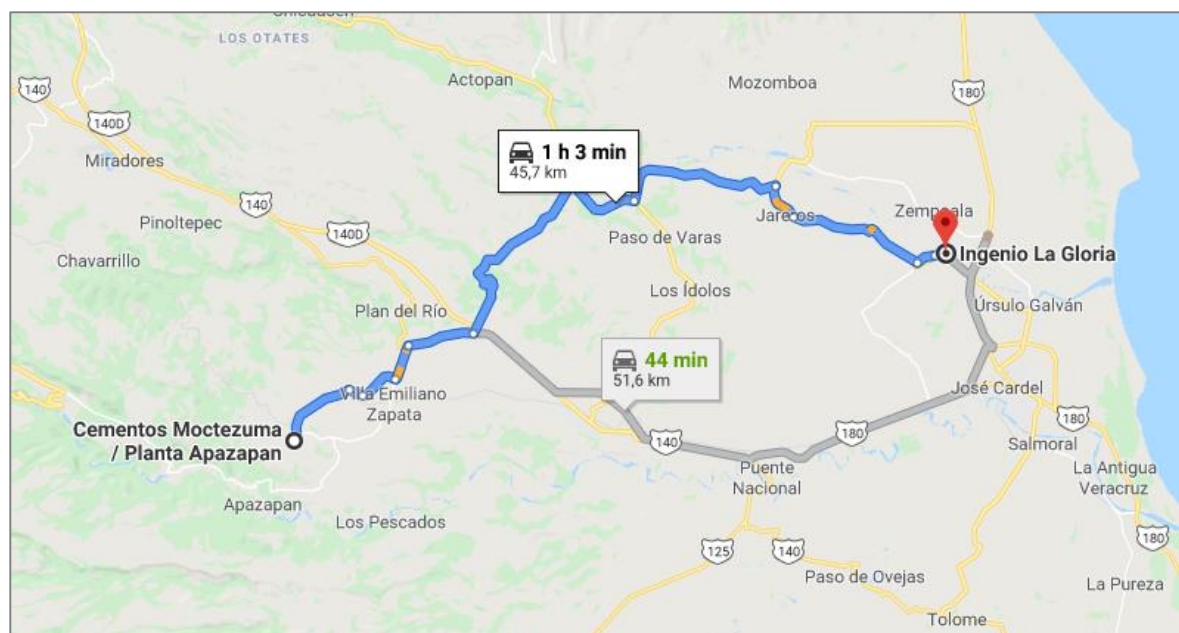 LOS OTATES
Actopan
Mozomboa
140
180
140D
Miradores
1 h 3 min
45,7 km
Pinoltepec
140
Jareros
Paso de Varas
Chavarrillo
Ingenio La Gloria
Los Ídolos
Plan del Río
Úrsulo Galván
44 min
51,6 km
Villa Emiliano
Zapata
José Cardel
Cementos Moctezuma
/ Planta Apazapan
180
140
180
Salmoral
Puente
Nacional
La Antigua
Veracruz
Apazapan
Los Pescados
180
125
140
Paso de Ovejas
La Pureza
Tolome